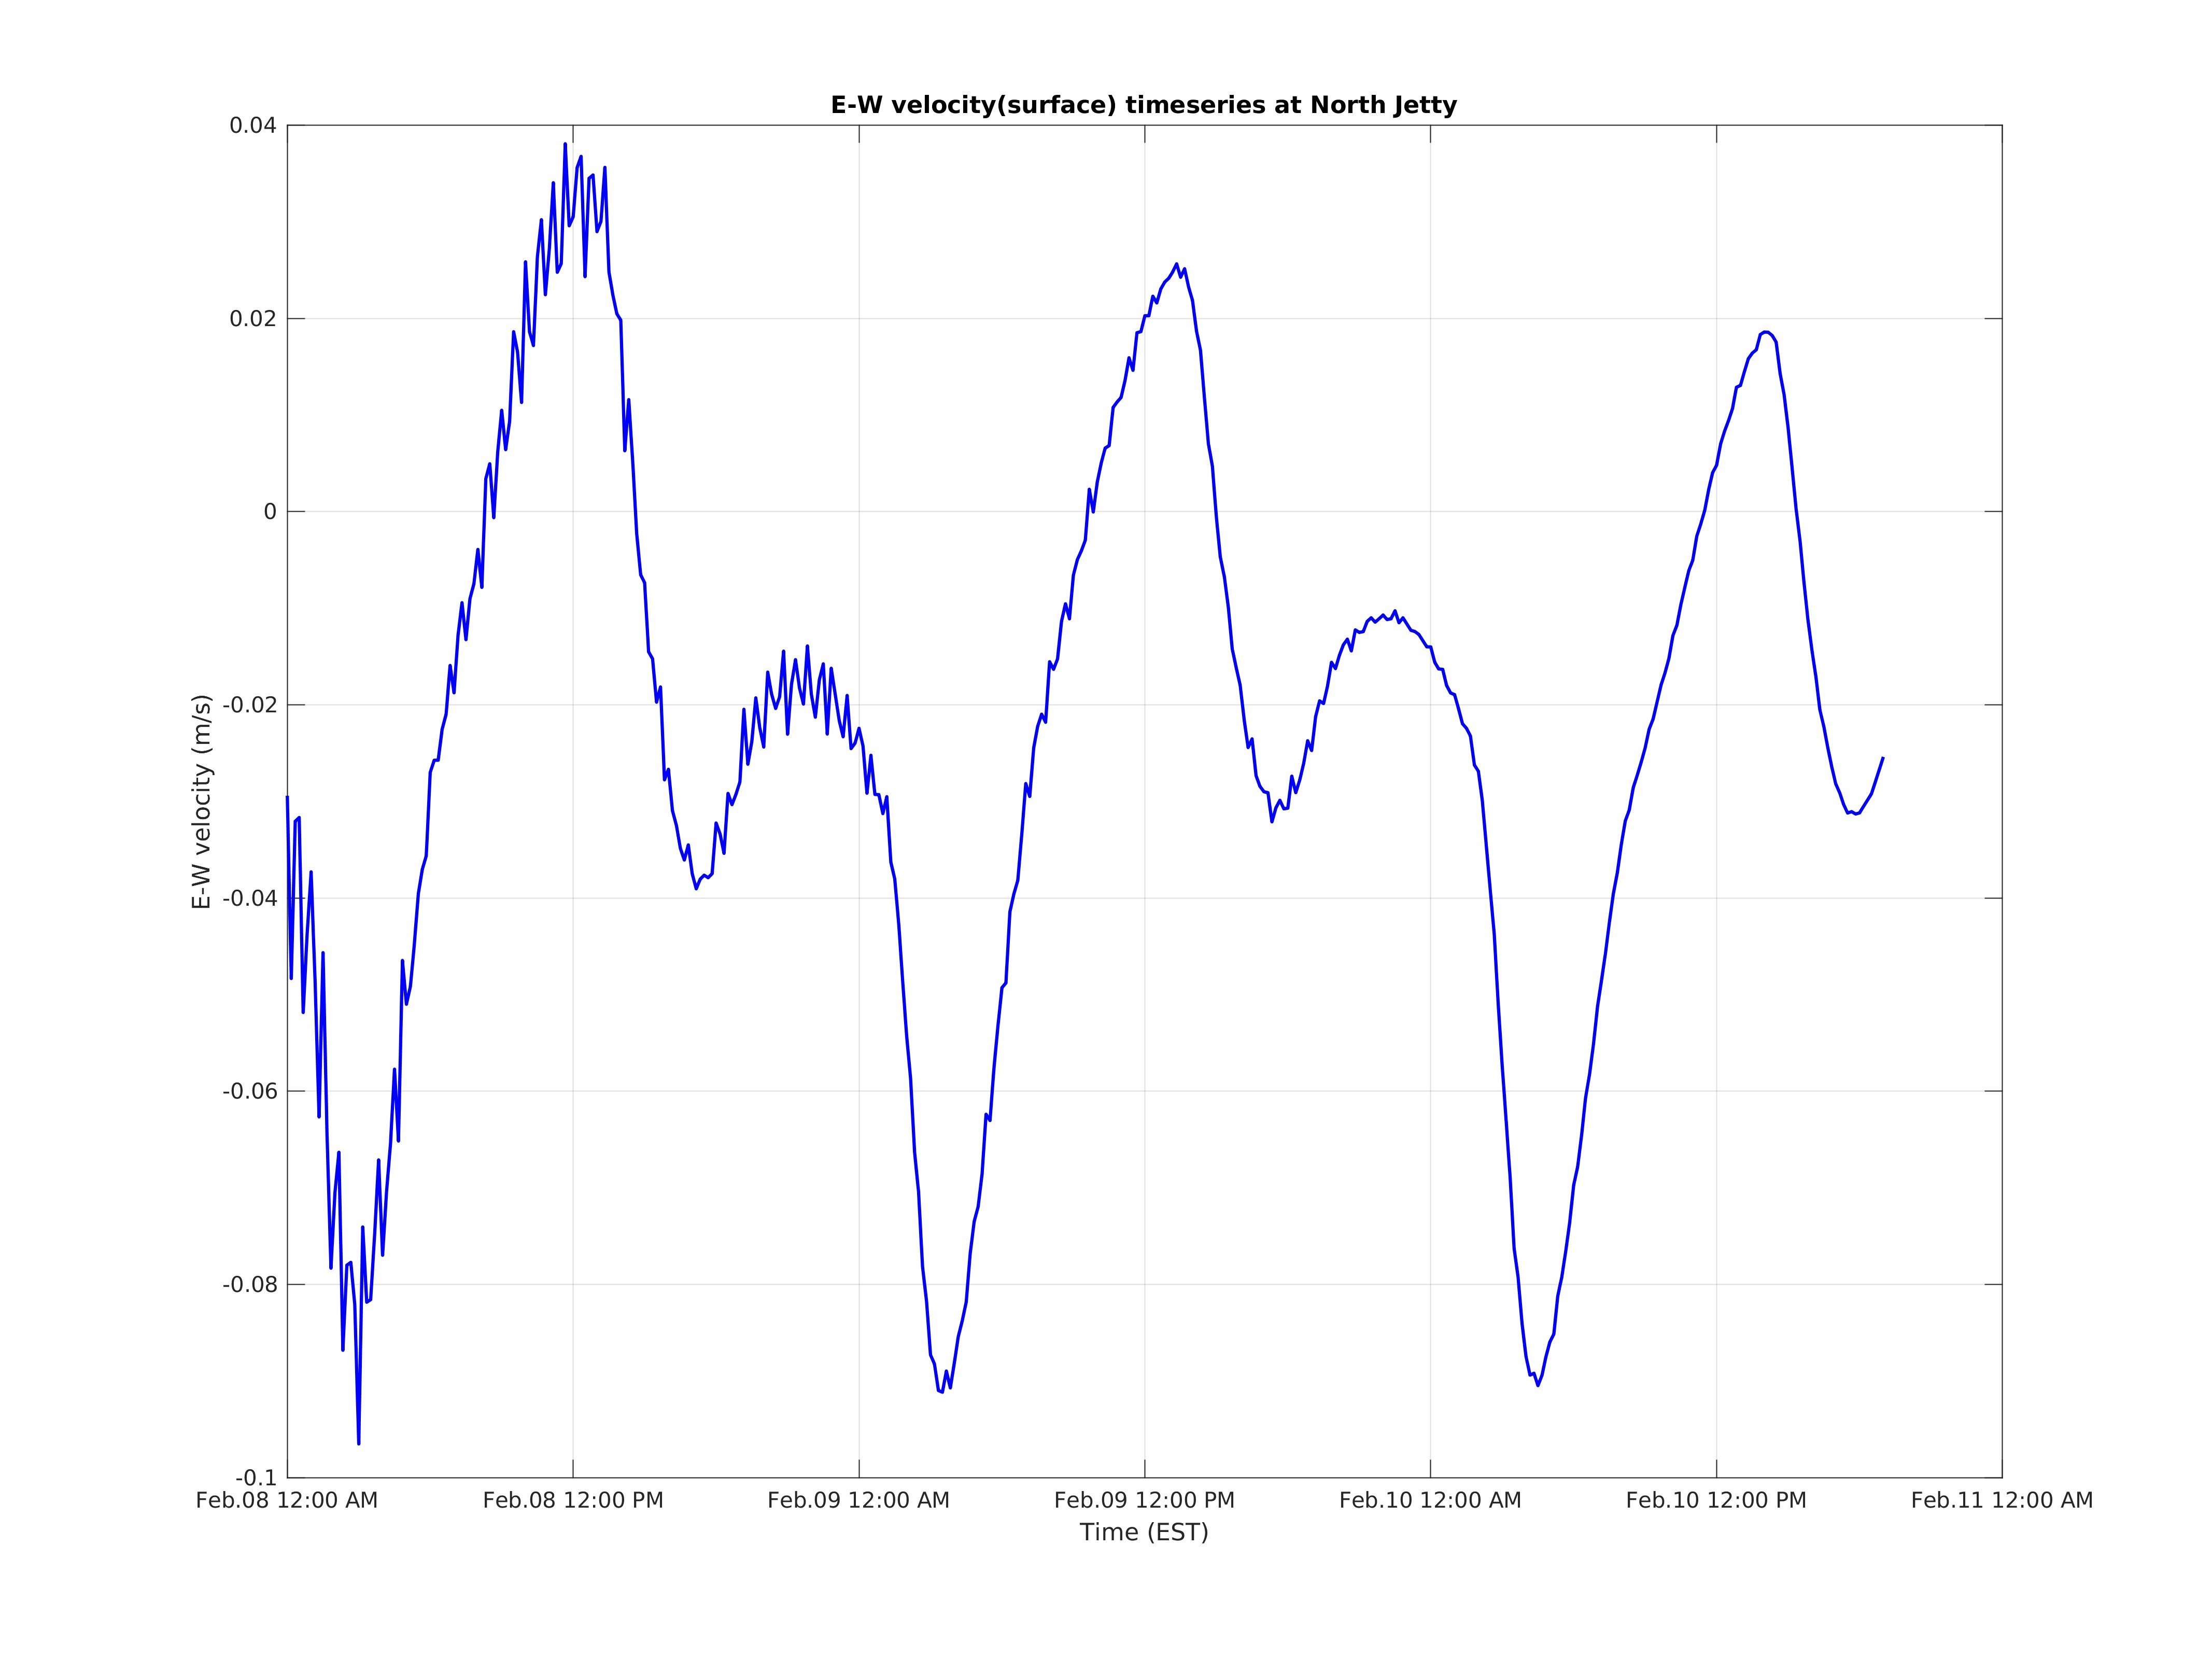 E-W velocity(surface) timeseries at North Jetty
0.04
0.02
0
-0.02
-0.04
-0.06
-0.08
-0.1
E-W velocity (m/s)
Feb.08 12:00 AM Feb.08 12:00 PM Feb.09 12:00 AM Feb.09 12:00 PM Feb.10 12:00 AM Feb.10 12:00 PM Feb.11 12:00 AM
Time (EST)